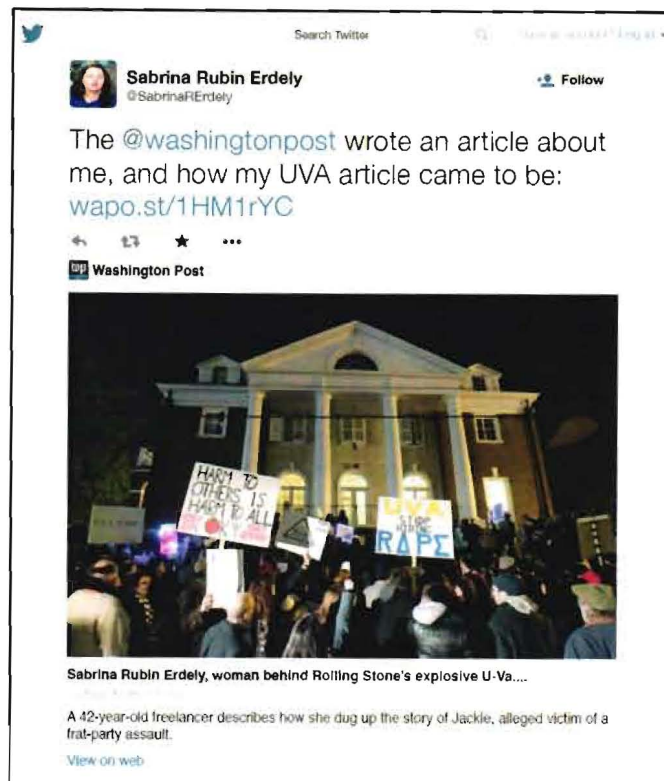 Search Twitter
Sabrina Rubin Erdely
@SabrinaRErdely
Follow
The @washingtonpost wrote an article about
me, and how my UVA article came to be:
wapo.st/1HM1rYC
wp Washington Post
HARM TO
OTHERS IS
HARM TO ALL
UVA
RAPΣ
Sabrina Rubin Erdely, woman behind Rolling Stone's explosive U-Va....
A 42-year-old freelancer describes how she dug up the story of Jackie, alleged victim of a
frat-party assault.
View on web